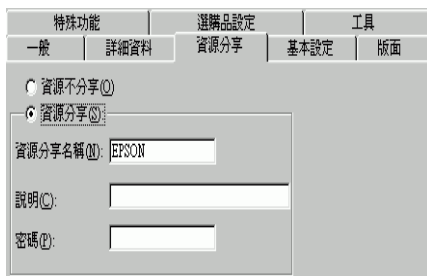 特殊功能 選購品設定 工具
一般 詳細資料 資源分享 基本設定 版面
資源不分享(O)
資源分享(S):
資源分享名稱(N): EPSON
說明(C):
密碼(P):